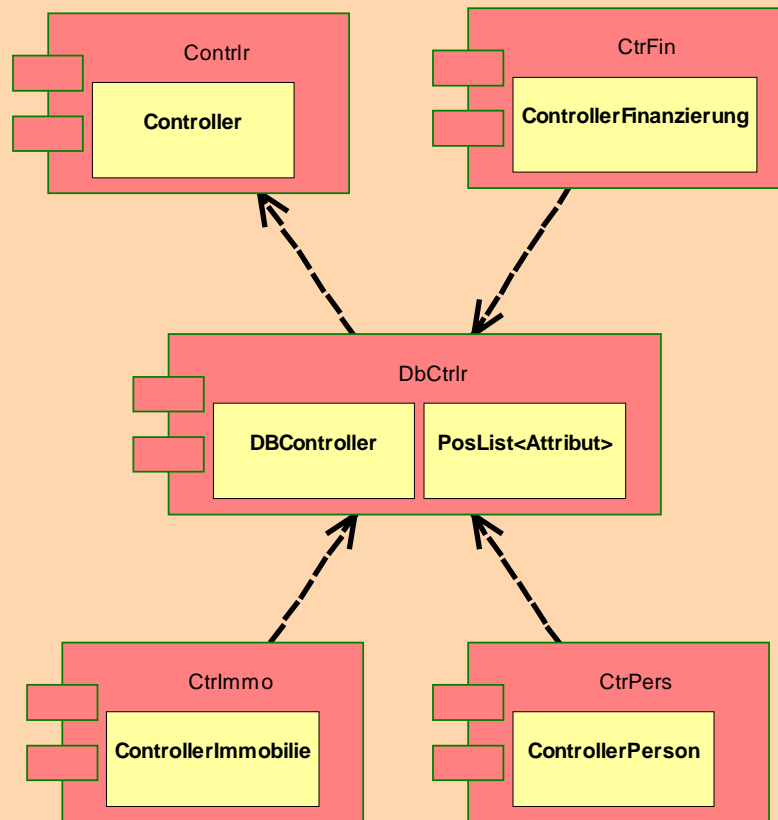 Contrlr
CtrFin
Controller
ControllerFinanzierung
DbCtrlr
DBController
PosList<Attribut>
CtrImmo
CtrPers
ControllerImmobilie
ControllerPerson